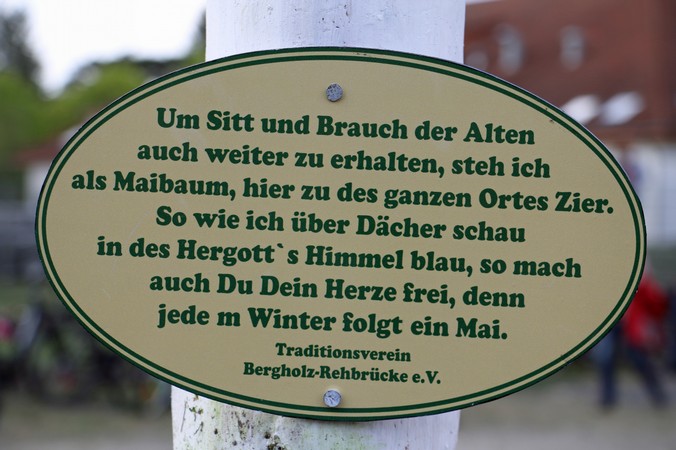 Um Sitt und Brauch der Alten
auch weiter zu erhalten, steh ich
als Maibaum, hier zu des ganzen Ortes Zier.
So wie ich über Dächer schau
in des Hergott`s Himmel blau, so mach
auch Du Dein Herze frei, denn
jede m Winter folgt ein Mai.
Traditionsverein
Bergholz-Rehbrücke e.V.